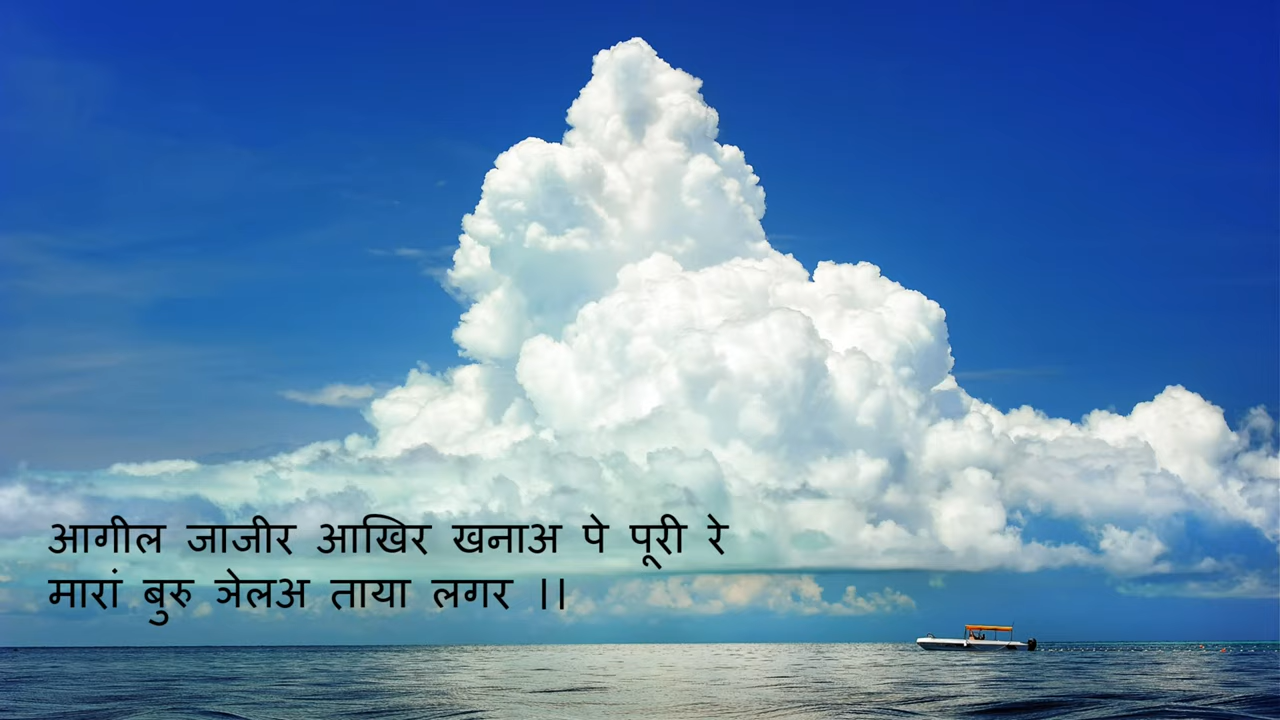 आगील जाजीर आखिर खनाअ पे पूरी रे
मारां बुरु ञेलअ ताया लगर ।।